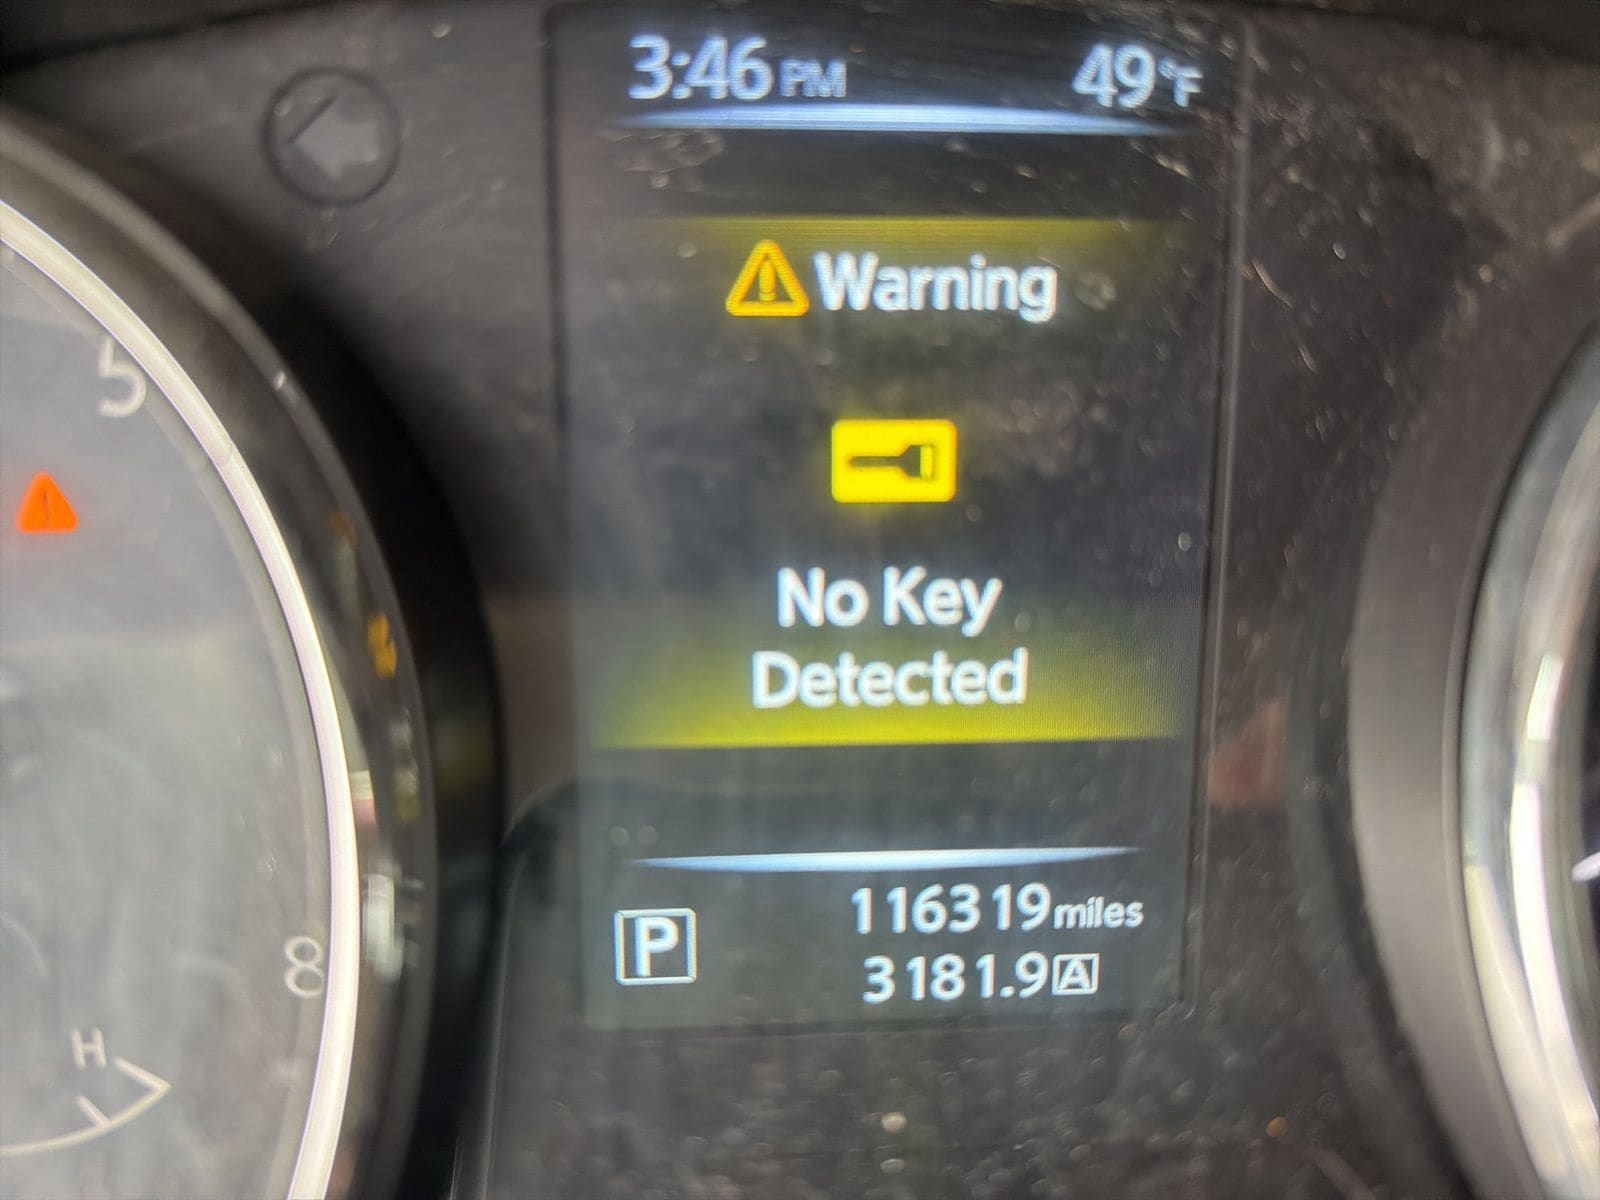 3:46 PM 49°F
Warning
No Key
Detected
116319 miles
P
3181.9 A
5
8
H